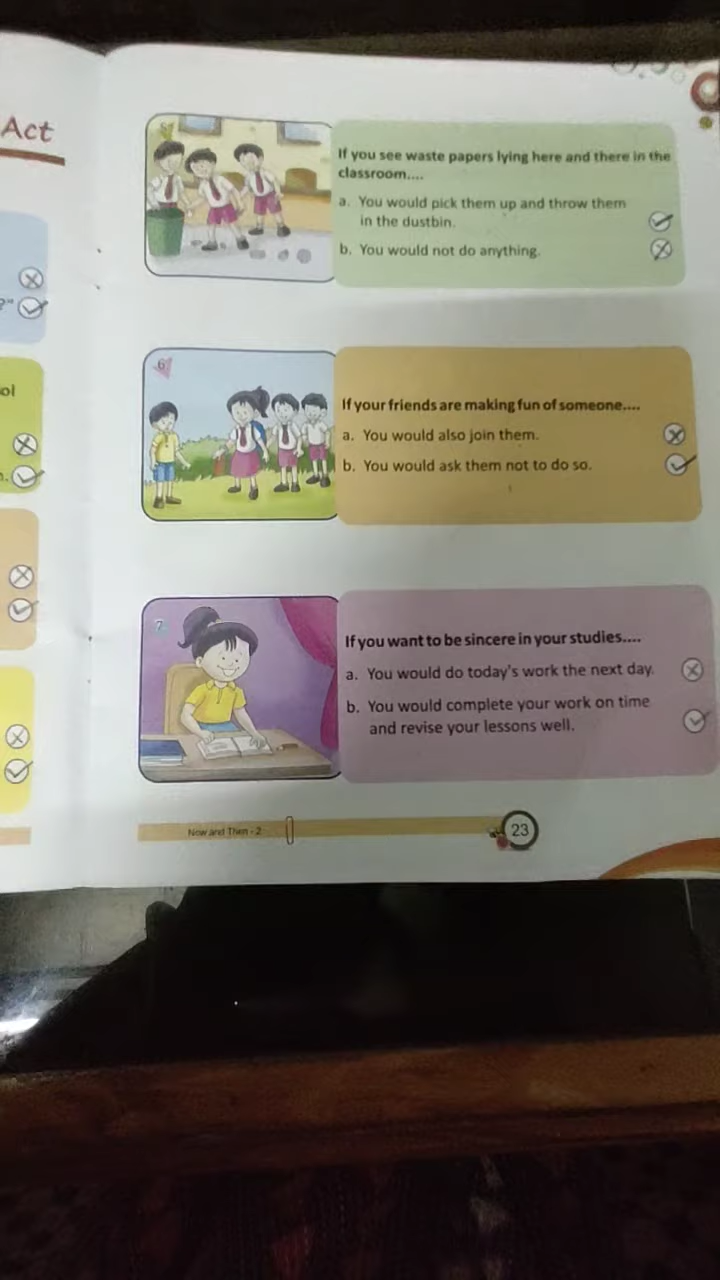 Act
?"
ol
If you see waste papers lying here and there in the
classroom....
a. You would pick them up and throw them
in the dustbin.
b. You would not do anything.
6
If your friends are making fun of someone....
a. You would also join them.
b. You would ask them not to do so.
7
If you want to be sincere in your studies....
a. You would do today's work the next day.
b. You would complete your work on time
and revise your lessons well.
Now and Then - 2
23